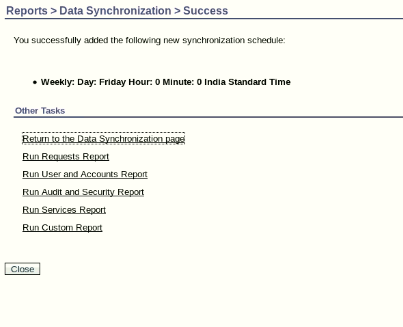 Reports > Data Synchronization > Success
You successfully added the following new synchronization schedule:
• Weekly: Day: Friday Hour: 0 Minute: 0 India Standard Time
Other Tasks
Return to the Data Synchronization page
Run Requests Report
Run User and Accounts Report
Run Audit and Security Report
Run Services Report
Run Custom Report
Close